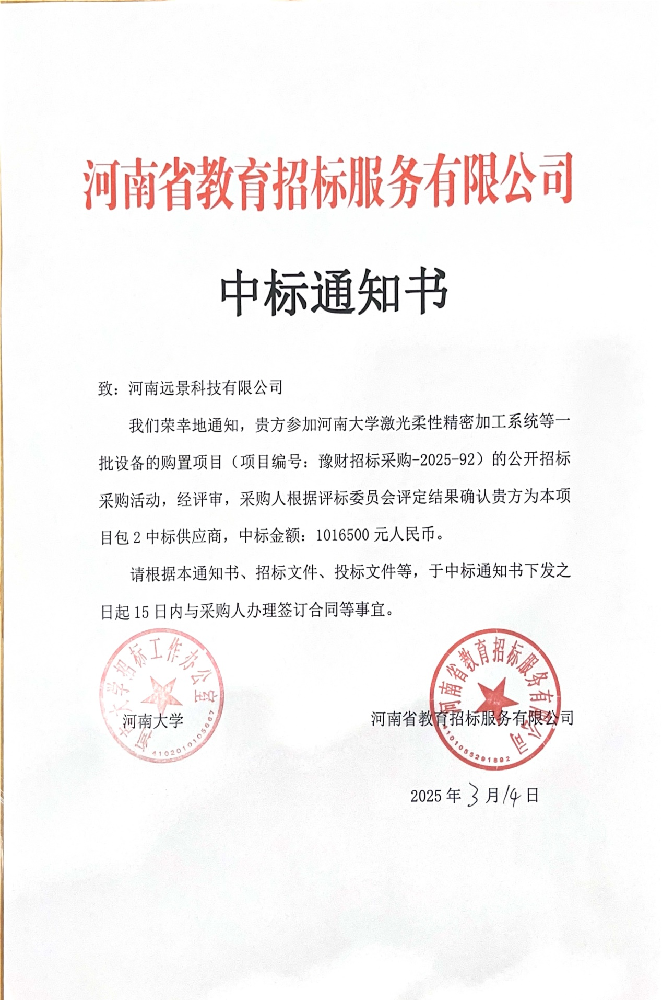 河南省教育招标服务有限公司
中标通知书
致：河南远景科技有限公司
我们荣幸地通知，贵方参加河南大学激光柔性精密加工系统等一
批设备的购置项目（项目编号：豫财招标采购-2025-92）的公开招标
采购活动，经评审，采购人根据评标委员会评定结果确认贵方为本项
目包 2 中标供应商，中标金额：1016500 元人民币。
请根据本通知书、招标文件、投标文件等，于中标通知书下发之
日起 15 日内与采购人办理签订合同等事宜。
河南大学招标工作办公室
4102010105667
河南大学
河南省教育招标服务有限公司
4101055291892
河南省教育招标服务有限公司
2025 年 3 月 14 日